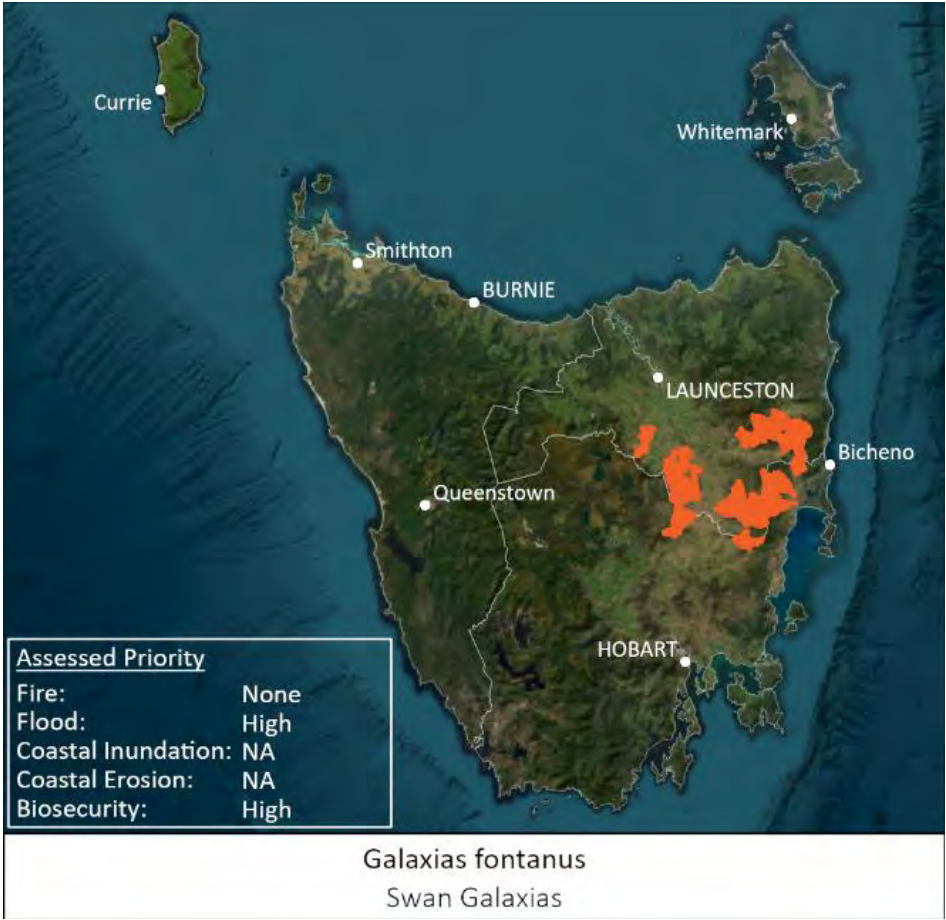 Currie
Whitemark
Smithton
BURNIE
LAUNCESTON
Bicheno
Queenstown
HOBART
Assessed Priority
Fire: None
Flood: High
Coastal Inundation: NA
Coastal Erosion: NA
Biosecurity: High
Galaxias fontanus
Swan Galaxias